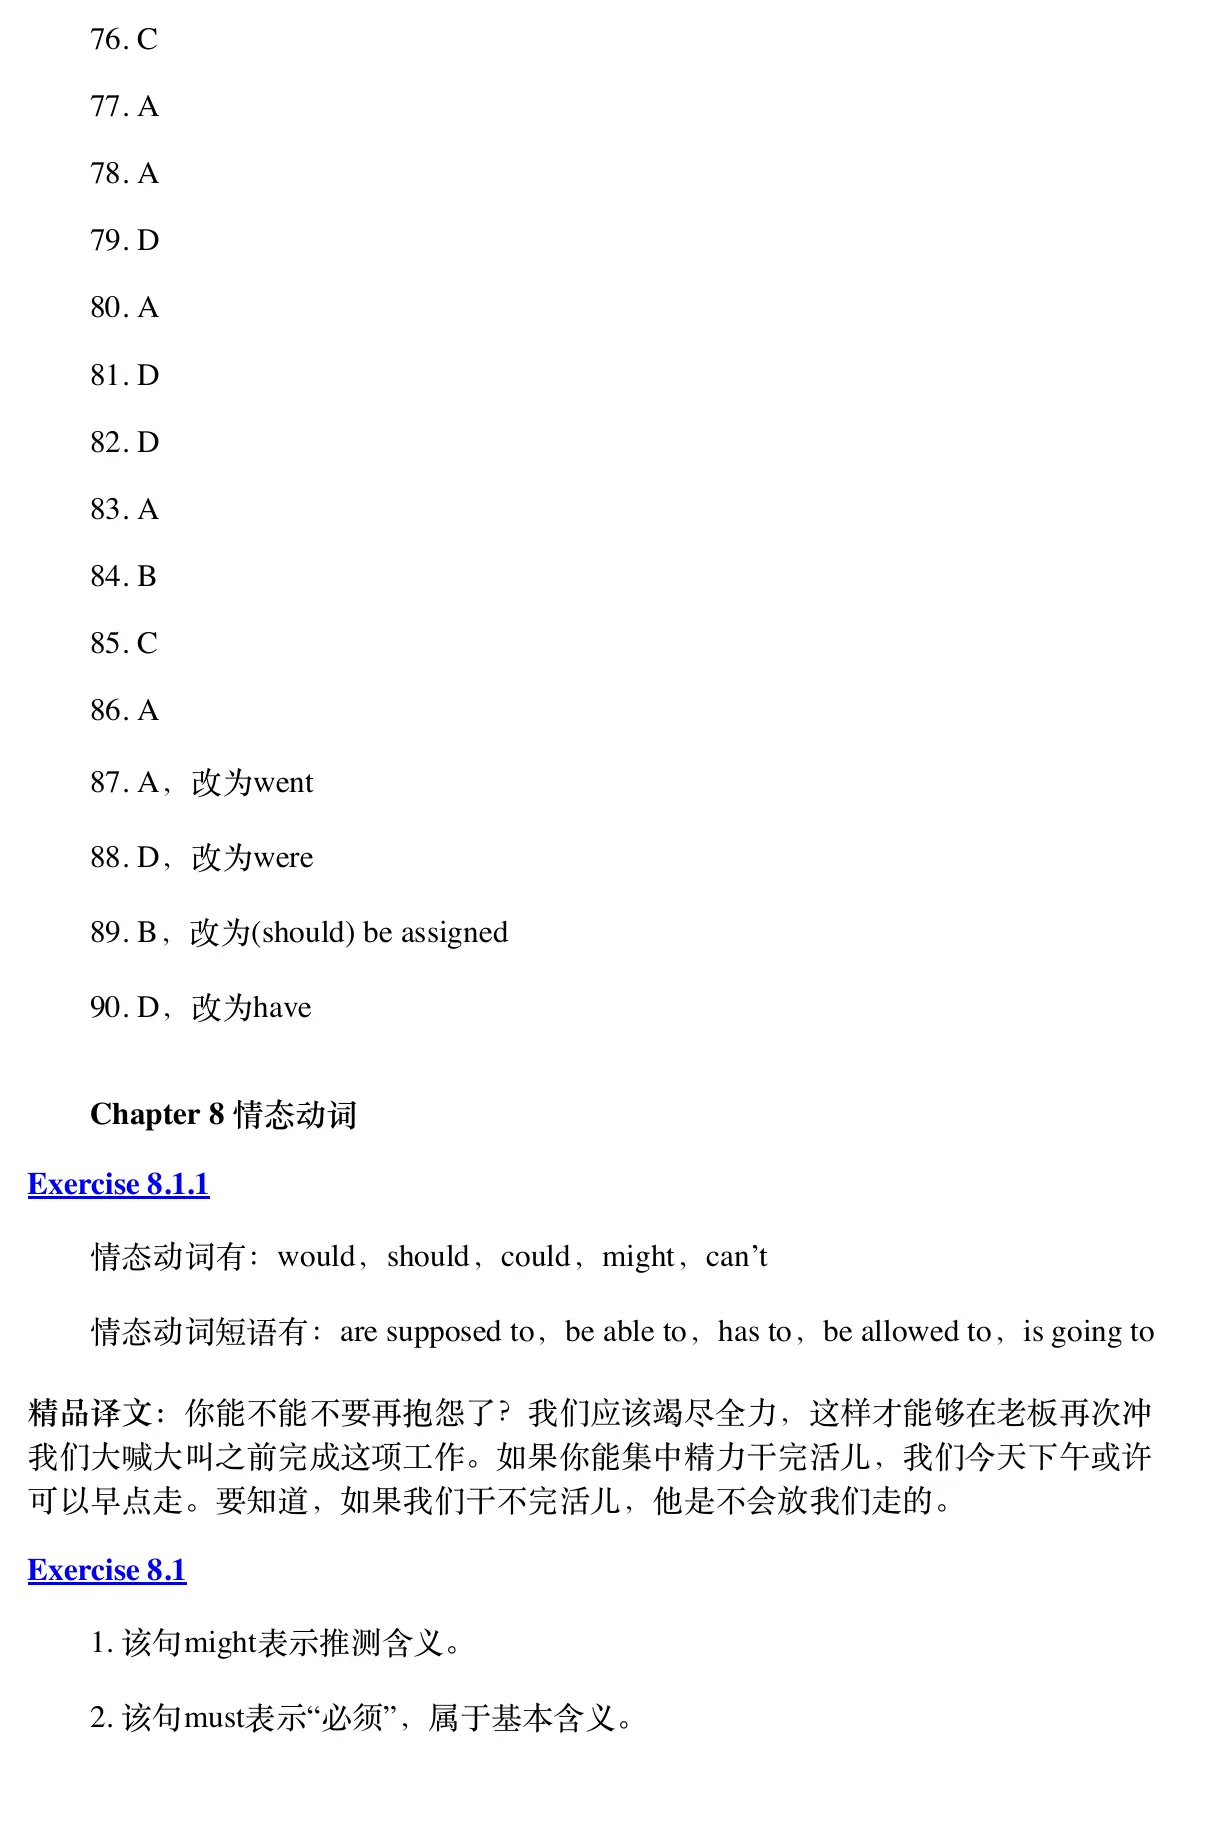 76. C
77. A
78. A
79. D
80. A
81. D
82. D
83. A
84. B
85. C
86. A
87. A，改为went
88. D，改为were
89. B，改为(should) be assigned
90. D，改为have
Chapter 8 情态动词
Exercise 8.1.1
情态动词有：would，should，could，might，can’t
情态动词短语有：are supposed to，be able to，has to，be allowed to，is going to
精品译文：你能不能不要再抱怨了？我们应该竭尽全力，这样才能够在老板再次冲
我们大喊大叫之前完成这项工作。如果你能集中精力干完活儿，我们今天下午或许
可以早点走。要知道，如果我们干不完活儿，他是不会放我们走的。
Exercise 8.1
1. 该句might表示推测含义。
2. 该句must表示“必须”，属于基本含义。